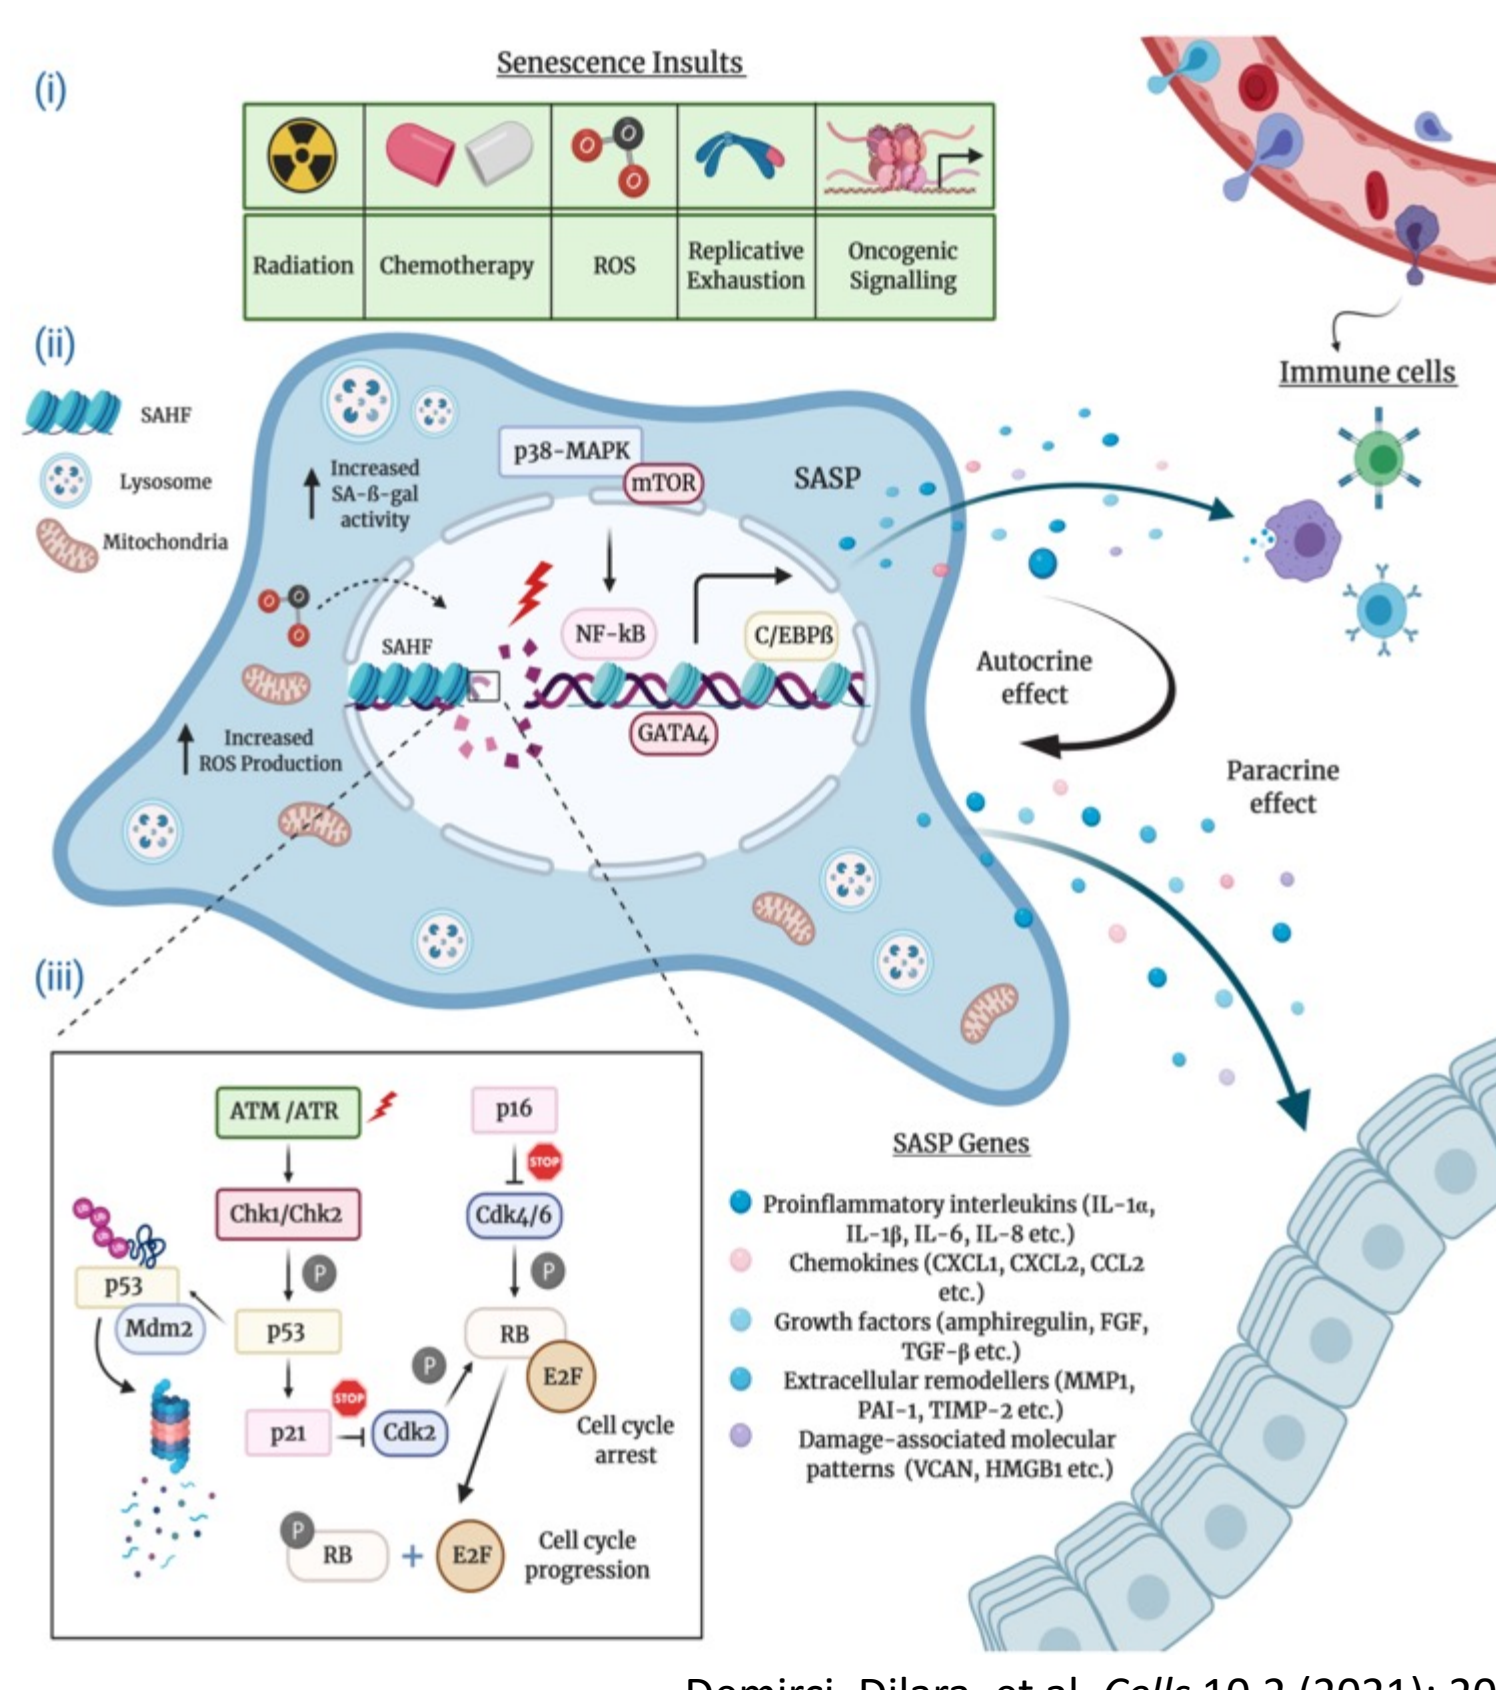 Senescence Insults
(i)
Radiation
Chemotherapy
ROS
Replicative
Exhaustion
Oncogenic
Signalling
O
O
O
(ii)
SAHF
Lysosome
Mitochondria
Increased
SA-ß-gal
activity
p38-MAPK
mTOR
SASP
Immune cells
O
O
O
SAHF
NF-kB
C/EBPß
GATA4
Increased
ROS Production
Autocrine
effect
Paracrine
effect
(iii)
ATM /ATR
p16
STOP
Chk1/Chk2
Cdk4/6
P
P
p53
Mdm2
p53
RB
E2F
P
STOP
p21
Cdk2
Cell cycle
arrest
P
RB
+
E2F
Cell cycle
progression
SASP Genes
Proinflammatory interleukins (IL-1α,
IL-1β, IL-6, IL-8 etc.)
Chemokines (CXCL1, CXCL2, CCL2
etc.)
Growth factors (amphiregulin, FGF,
TGF-β etc.)
Extracellular remodellers (MMP1,
PAI-1, TIMP-2 etc.)
Damage-associated molecular
patterns (VCAN, HMGB1 etc.)
Demirci, Dilara, et al. Cells 10.2 (2021):